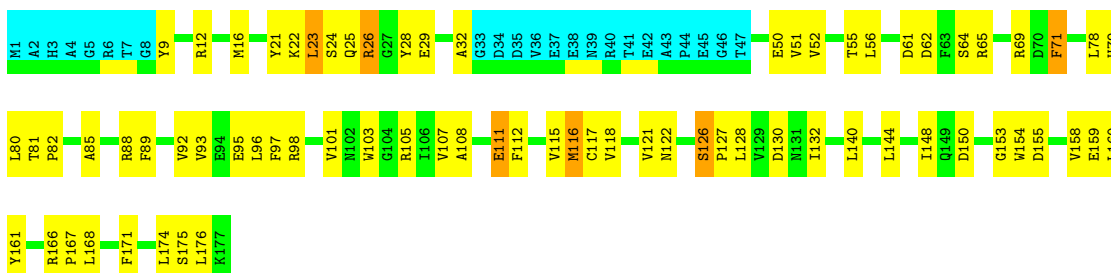 M1 A2 H3 A4 G5 R6 T7 G8 Y9 R12 M16 Y21 K22 L23 S24 Q25 R26 G27 Y28 E29 A32 G33 D34 D35 V36 E37 E38 N39 R40 T41 E42 A43 P44 E45 G46 T47 E50 V51 V52 T55 L56 D61 D62 F63 S64 R65 R69 D70 F71 L78
L80 T81 P82 A85 R88 F89 V92 V93 E94 E95 L96 F97 R98 V101 N102 W103 G104 R105 I106 V107 A108 E111 F112 V115 M116 C117 V118 V121 N122 S126 P127 L128 V129 D130 N131 I132 L140 L144 I148 Q149 D150 G153 W154 D155 V158 E159
Y161 R166 P167 L168 F171 L174 S175 L176 K177